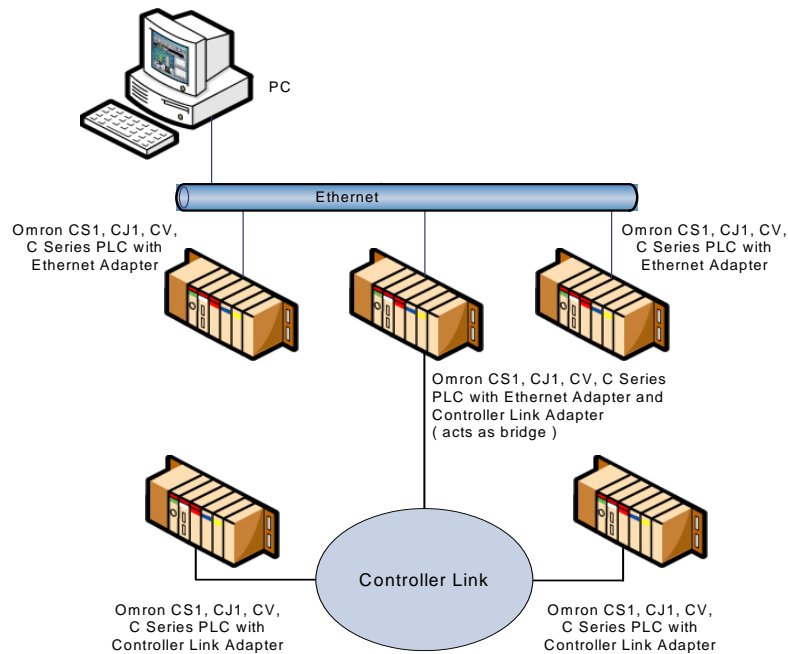 PC
Ethernet
Omron CS1, CJ1, CV,
C Series PLC with
Ethernet Adapter
Omron CS1, CJ1, CV,
C Series PLC with
Ethernet Adapter
Omron CS1, CJ1, CV, C Series
PLC with Ethernet Adapter and
Controller Link Adapter
( acts as bridge )
Controller Link
Omron CS1, CJ1, CV,
C Series PLC with
Controller Link Adapter
Omron CS1, CJ1, CV,
C Series PLC with
Controller Link Adapter